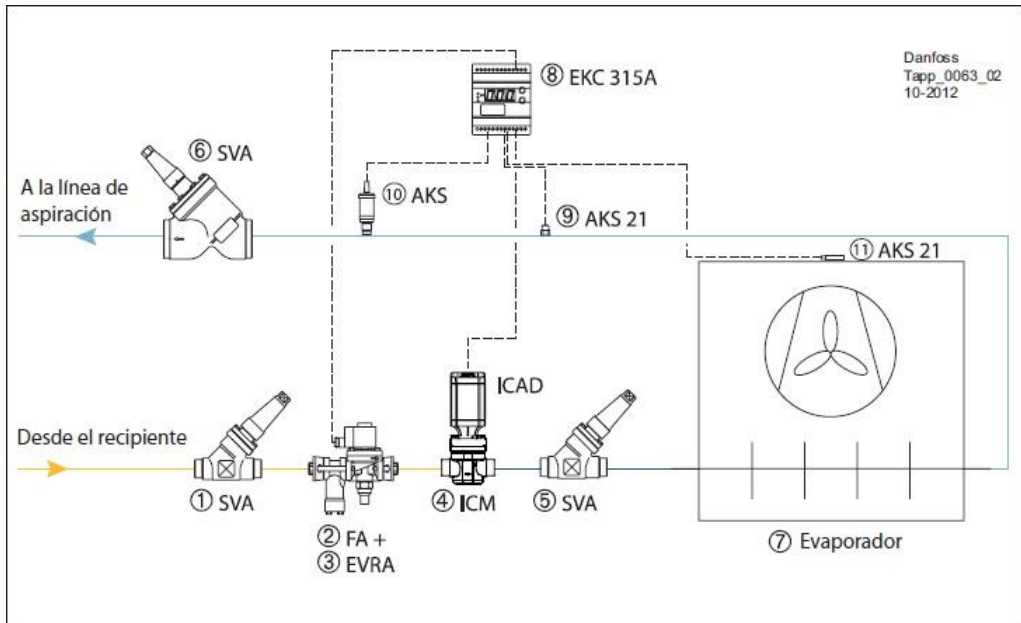 Danfoss
Tapp_0063_02
10-2012
⑧ EKC 315A
⑥ SVA
A la línea de
aspiración
⑩ AKS
⑨ AKS 21
⑪ AKS 21
ICAD
Desde el recipiente
① SVA
② FA +
③ EVRA
④ ICM
⑤ SVA
⑦ Evaporador